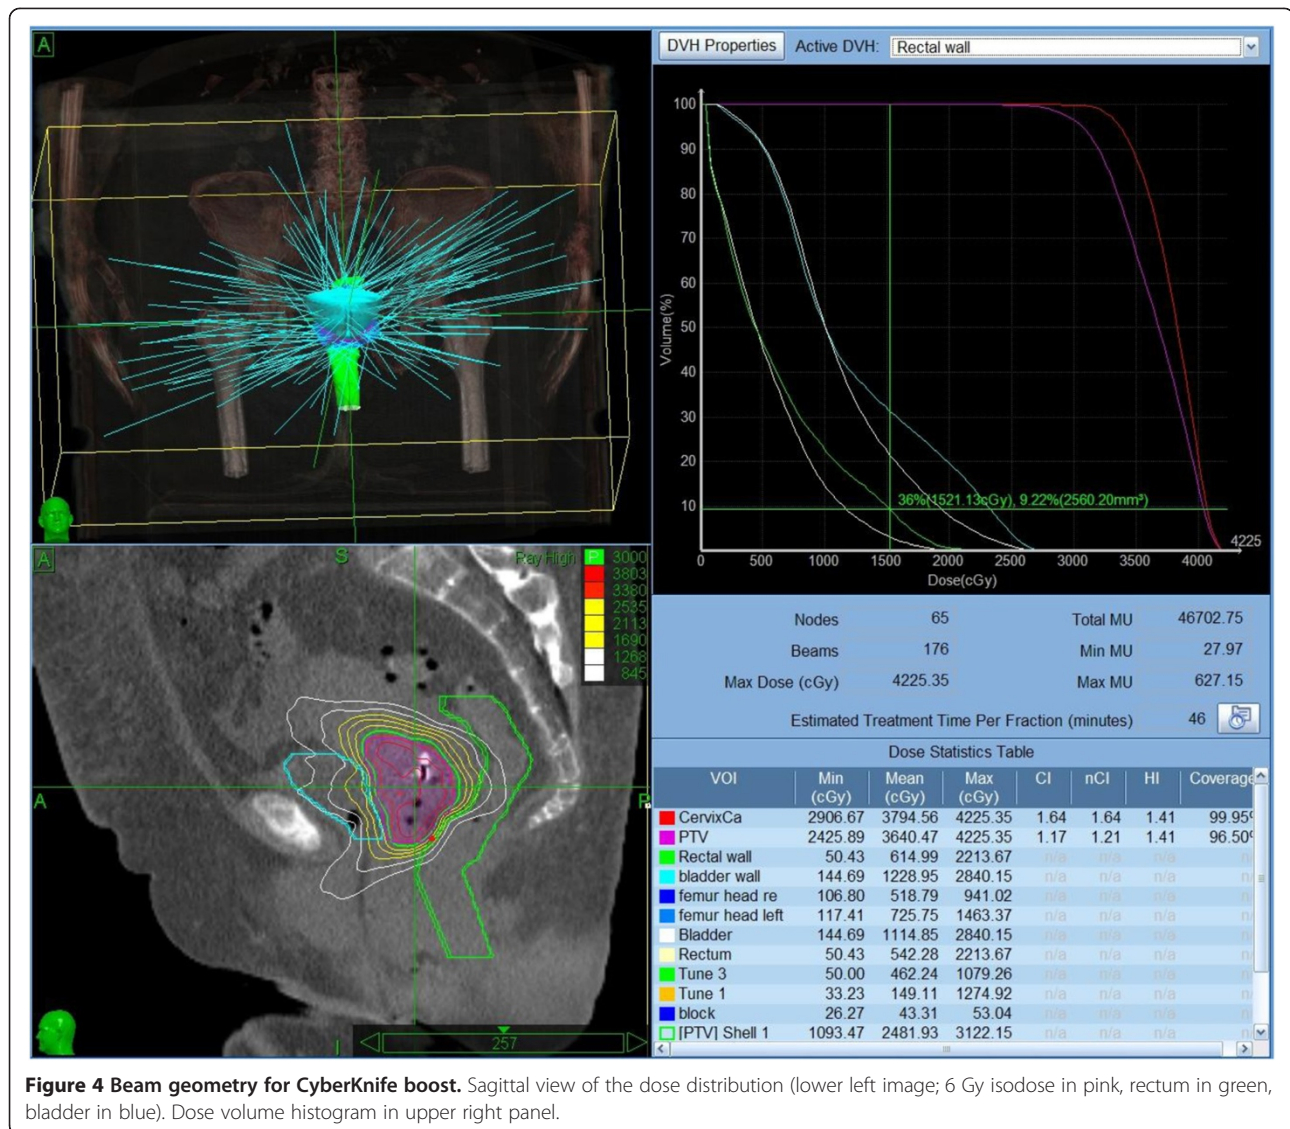 A
DVH Properties Active DVH: Rectal wall
100
90
80
70
60
50
40
30
20
10
Volume(%)
36%(1521.13cGy), 9.22%(2560.20mm³)
4225
0 500 1000 1500 2000 2500 3000 3500 4000
Dose(cGy)
A S Ray High P 3000
3803
3380
2535
2113
1690
1268
845
A P
I 257
Nodes 65 Total MU 46702.75
Beams 176 Min MU 27.97
Max Dose (cGy) 4225.35 Max MU 627.15
Estimated Treatment Time Per Fraction (minutes) 46
Dose Statistics Table
VOI Min (cGy) Mean (cGy) Max (cGy) CI nCI HI Coverage
CervixCa 2906.67 3794.56 4225.35 1.64 1.64 1.41 99.95%
PTV 2425.89 3640.47 4225.35 1.17 1.21 1.41 96.50%
Rectal wall 50.43 614.99 2213.67 n/a n/a n/a
bladder wall 144.69 1228.95 2840.15 n/a n/a n/a
femur head re 106.80 518.79 941.02 n/a n/a n/a
femur head left 117.41 725.75 1463.37 n/a n/a n/a
Bladder 144.69 1114.85 2840.15 n/a n/a n/a
Rectum 50.43 542.28 2213.67 n/a n/a n/a
Tune 3 50.00 462.24 1079.26 n/a n/a n/a
Tune 1 33.23 149.11 1274.92 n/a n/a n/a
block 26.27 43.31 53.04 n/a n/a n/a
[PTV] Shell 1 1093.47 2481.93 3122.15 n/a n/a n/a
Figure 4 Beam geometry for CyberKnife boost. Sagittal view of the dose distribution (lower left image; 6 Gy isodose in pink, rectum in green,
bladder in blue). Dose volume histogram in upper right panel.